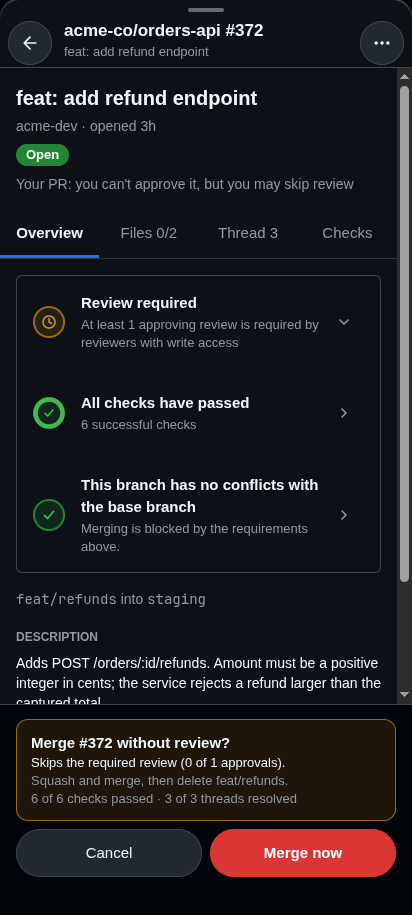 acme-co/orders-api #372
feat: add refund endpoint
feat: add refund endpoint
acme-dev · opened 3h
Open
Your PR: you can't approve it, but you may skip review
Overview
Files 0/2
Thread 3
Checks
Review required
At least 1 approving review is required by
reviewers with write access
All checks have passed
6 successful checks
This branch has no conflicts with
the base branch
Merging is blocked by the requirements
above.
feat/refunds into staging
DESCRIPTION
Adds POST /orders/:id/refunds. Amount must be a positive
integer in cents; the service rejects a refund larger than the
captured total
Merge #372 without review?
Skips the required review (0 of 1 approvals).
Squash and merge, then delete feat/refunds.
6 of 6 checks passed · 3 of 3 threads resolved
Cancel
Merge now